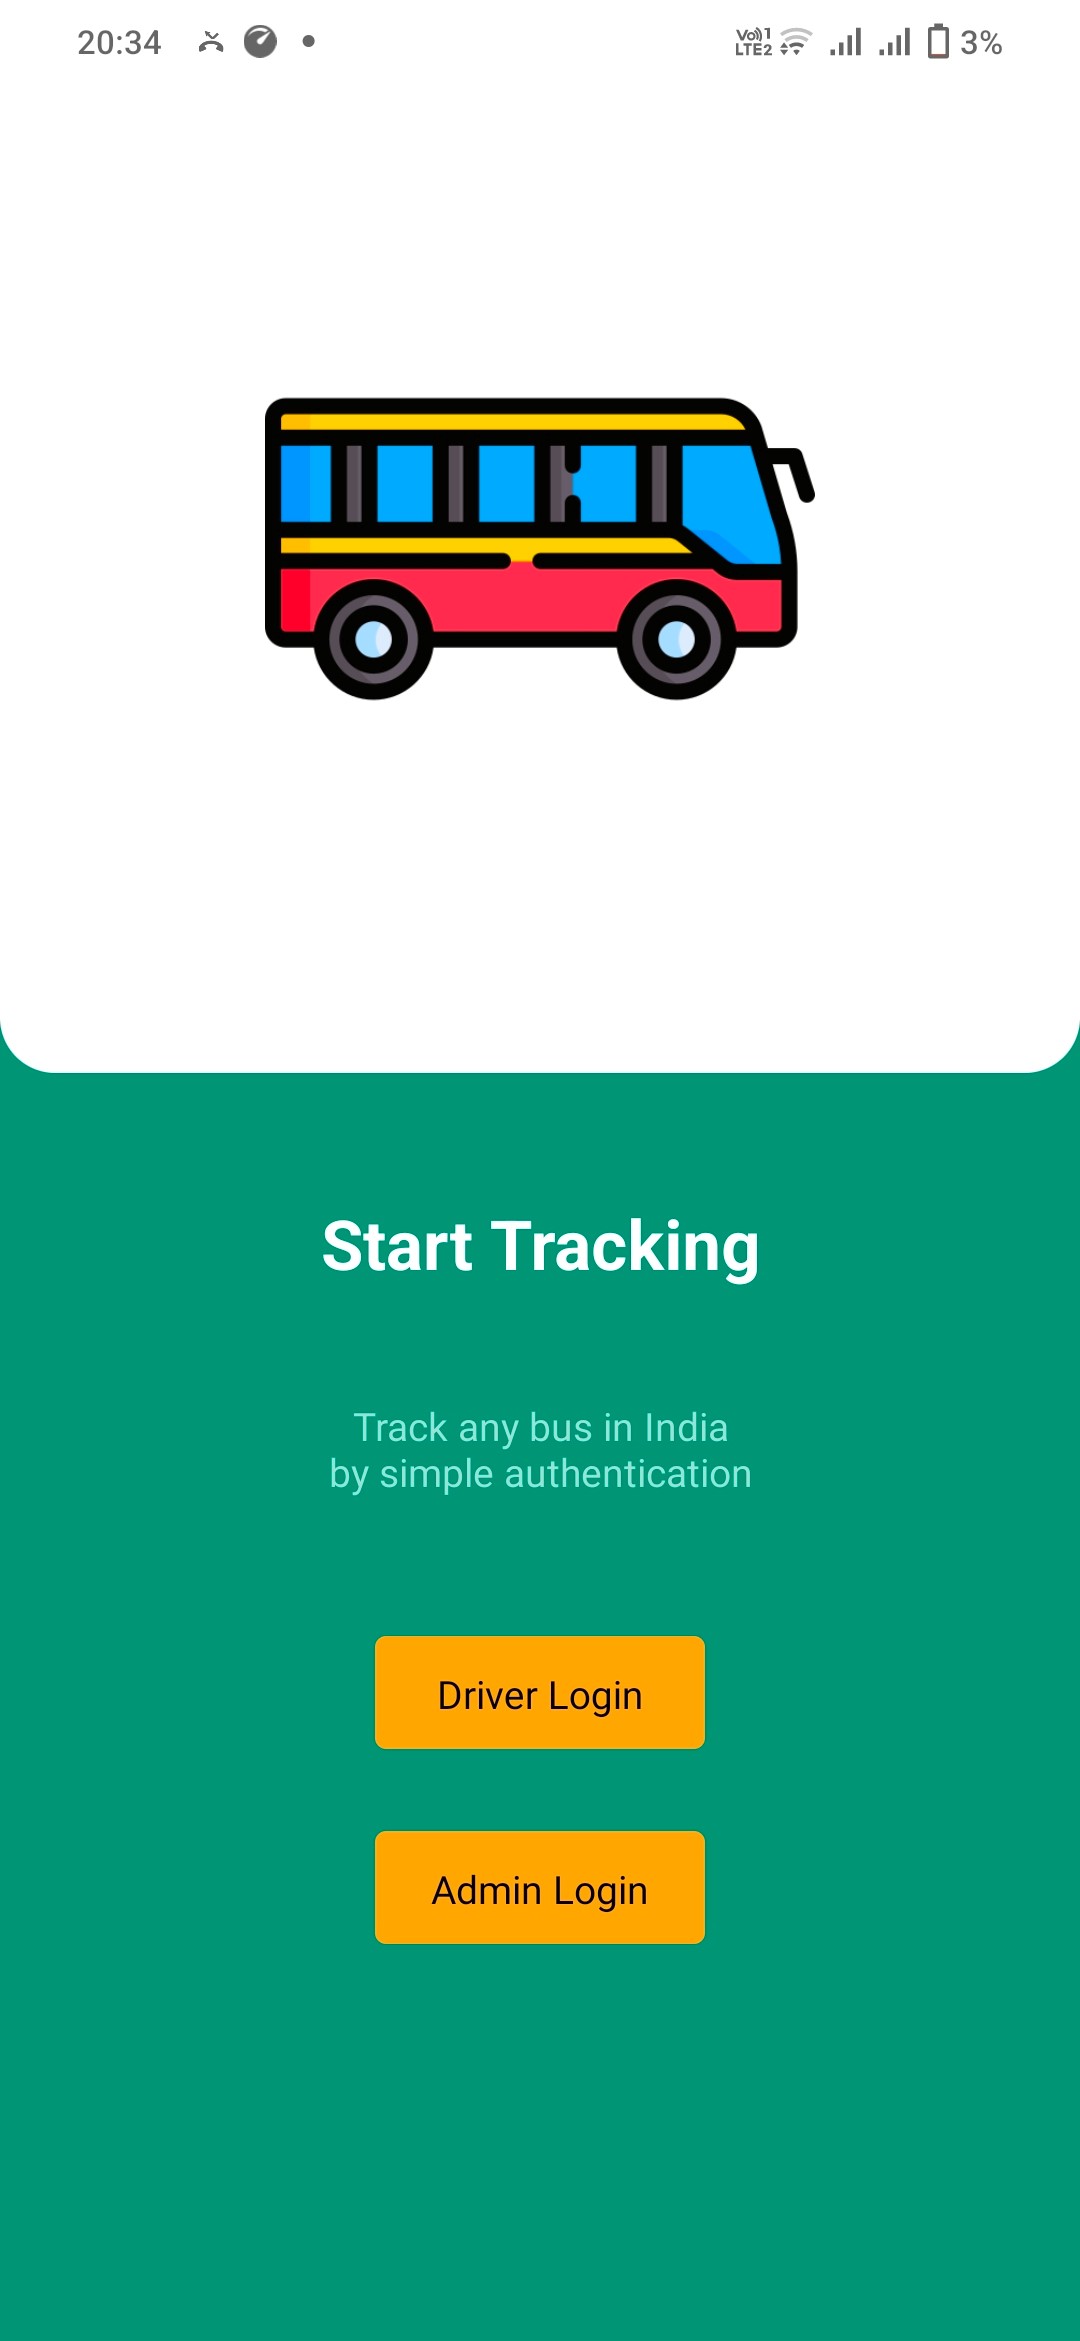 20:34
Vo)) 1
LTE2
3%
Start Tracking
Track any bus in India
by simple authentication
Driver Login
Admin Login